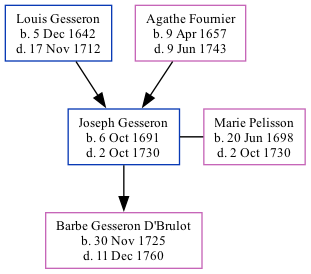 Louis Gesseron
b. 5 Dec 1642
d. 17 Nov 1712
Agathe Fournier
b. 9 Apr 1657
d. 9 Jun 1743
Joseph Gesseron
b. 6 Oct 1691
d. 2 Oct 1730
Marie Pelisson
b. 20 Jun 1698
d. 2 Oct 1730
Barbe Gesseron D'Brulot
b. 30 Nov 1725
d. 11 Dec 1760